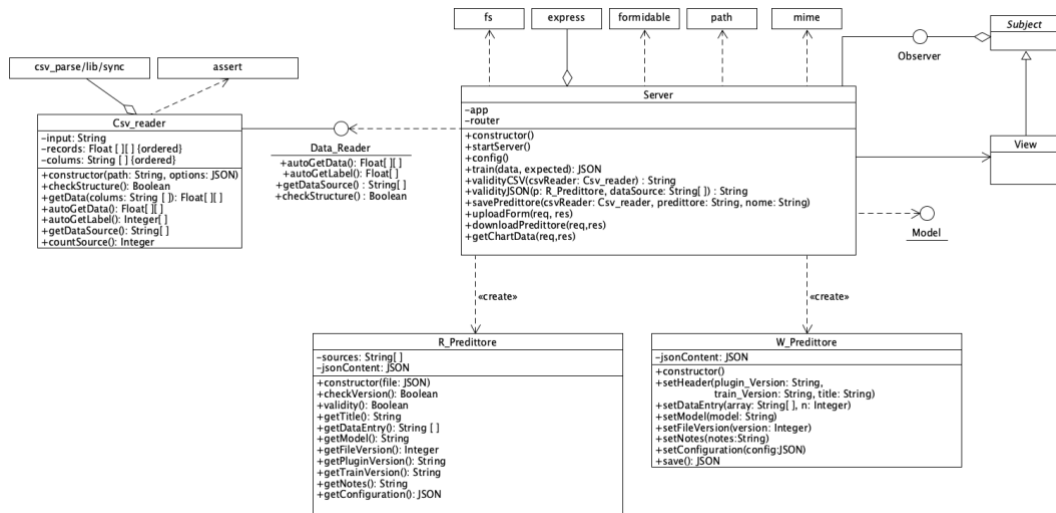 fs
express
formidable
path
mime
Subject
Observer
csv_parse/lib/sync
assert
Csv_reader
-input: String
-records: Float [ ][ ] {ordered}
-colums: String [ ] {ordered}
+constructor(path: String, options: JSON)
+checkStructure(): Boolean
+getData(colums: String [ ]): Float[ ][ ]
+autoGetData(): Float[ ][ ]
+autoGetLabel(): Integer[ ]
+getDataSource(): String[ ]
+countSource(): Integer
Data_Reader
+autoGetData(): Float[ ][ ]
+autoGetLabel(): Float[ ]
+getDataSource() : String[ ]
+checkStructure() : Boolean
Server
-app
-router
+constructor()
+startServer()
+config()
+train(data, expected): JSON
+validityCSV(csvReader: Csv_reader) : String
+validityJSON(p: R_Predittore, dataSource: String[ ]) : String
+savePredittore(csvReader: Csv_reader, predittore: String, nome: String)
+uploadForm(req, res)
+downloadPredittore(req,res)
+getChartData(req,res)
View
Model
«create»
«create»
R_Predittore
-sources: String[ ]
-jsonContent: JSON
+constructor(file: JSON)
+checkVersion(): Boolean
+validity(): Boolean
+getTitle(): String
+getDataEntry(): String [ ]
+getModel(): String
+getFileVersion(): Integer
+getPluginVersion(): String
+getTrainVersion(): String
+getNotes(): String
+getConfiguration(): JSON
W_Predittore
-jsonContent: JSON
+constructor()
+setHeader(plugin_Version: String,
train_Version: String, title: String)
+setDataEntry(array: String[ ], n: Integer)
+setModel(model: String)
+setFileVersion(version: Integer)
+setNotes(notes:String)
+setConfiguration(config:JSON)
+save(): JSON